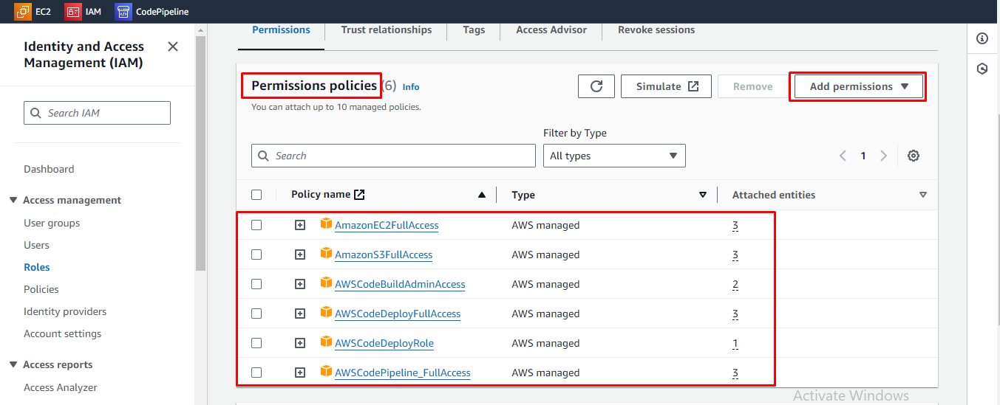 EC2 IAM CodePipeline
Identity and Access
Management (IAM)
Search IAM
Dashboard
Access management
User groups
Users
Roles
Policies
Identity providers
Account settings
Access reports
Access Analyzer
Permissions Trust relationships Tags Access Advisor Revoke sessions
Permissions policies (6) Info
You can attach up to 10 managed policies.
Simulate Remove Add permissions
Filter by Type
Search All types 1
Policy name Type Attached entities
AmazonEC2FullAccess AWS managed 3
AmazonS3FullAccess AWS managed 3
AWSCodeBuildAdminAccess AWS managed 2
AWSCodeDeployFullAccess AWS managed 3
AWSCodeDeployRole AWS managed 1
AWSCodePipeline_FullAccess AWS managed 3
Activate Windows